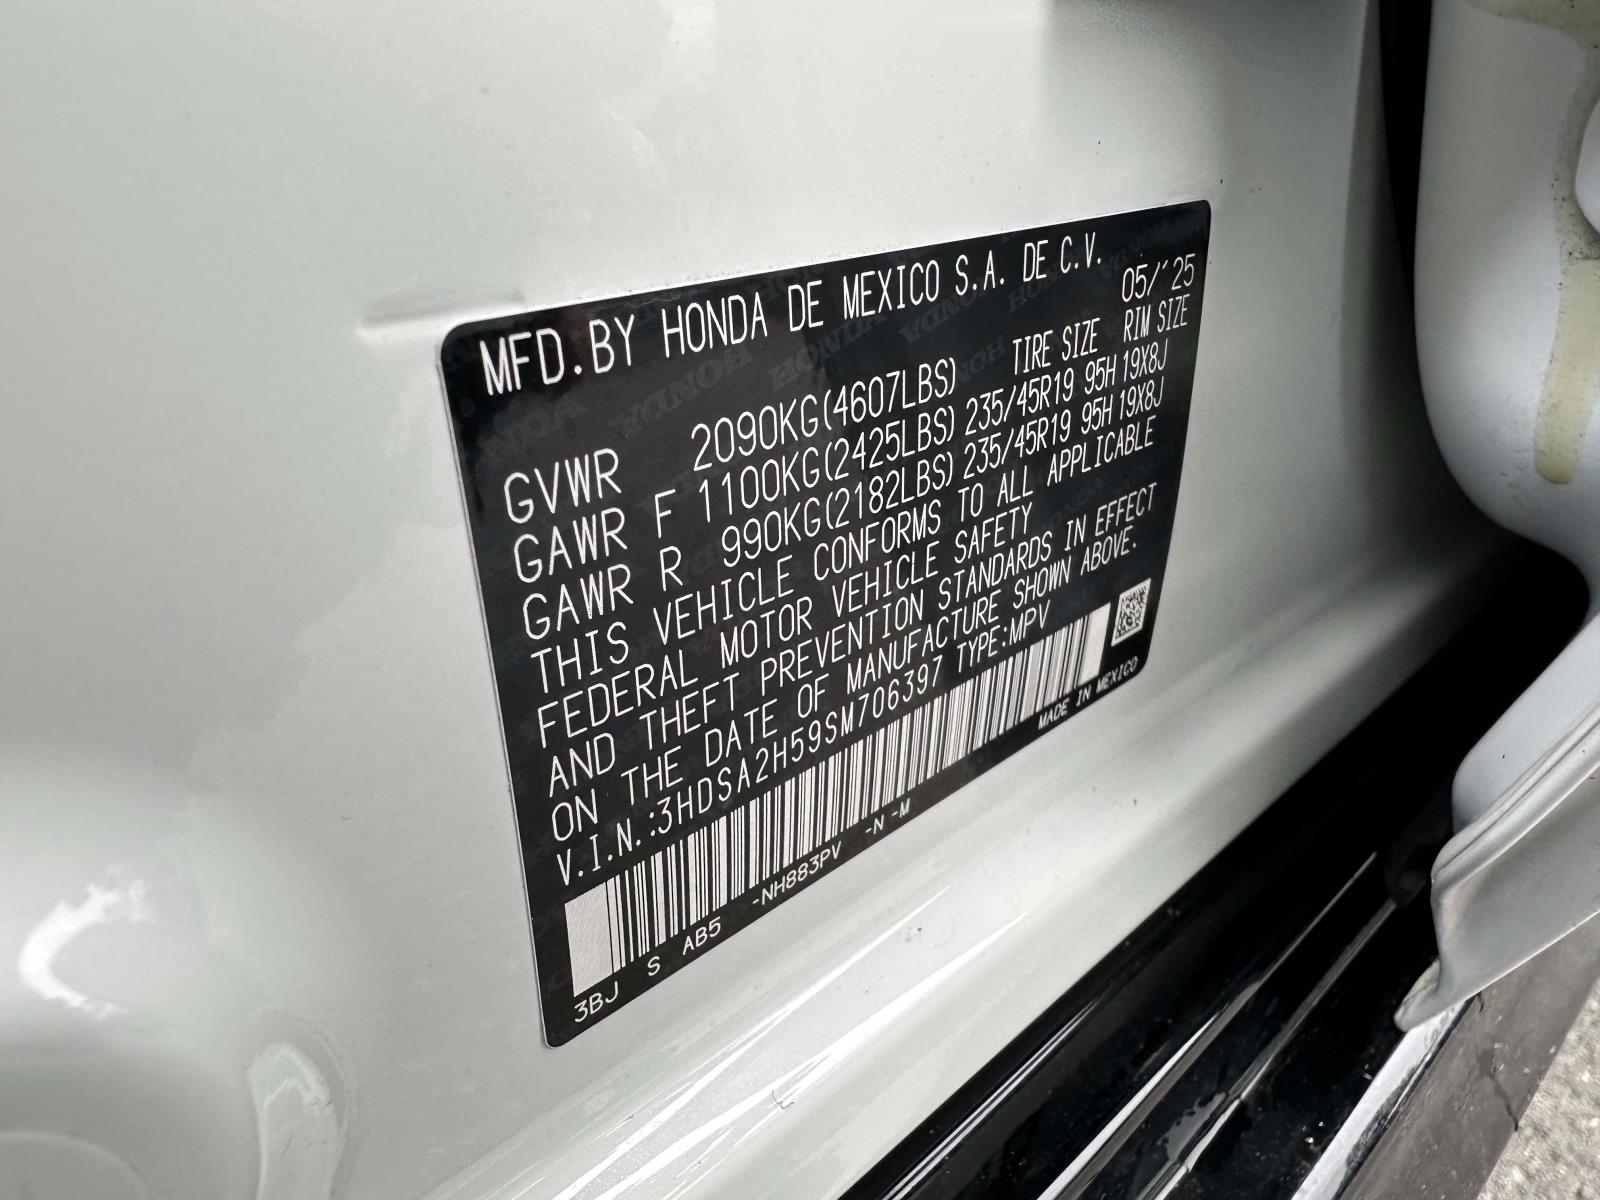 MFD. BY HONDA DE MEXICO S.A. DE C.V.
05/'25
TIRE SIZE RIM SIZE
GVWR 2090KG(4607LBS)
GAWR F 1100KG(2425LBS) 235/45R19 95H 19X8J
GAWR R 990KG(2182LBS) 235/45R19 95H 19X8J
THIS VEHICLE CONFORMS TO ALL APPLICABLE
FEDERAL MOTOR VEHICLE SAFETY
AND THEFT PREVENTION STANDARDS IN EFFECT
ON THE DATE OF MANUFACTURE SHOWN ABOVE.
V.I.N.:3HDSA2H59SM706397 TYPE:MPV
MADE IN MEXICO
3BJ S AB5 -NH883PV -N -M